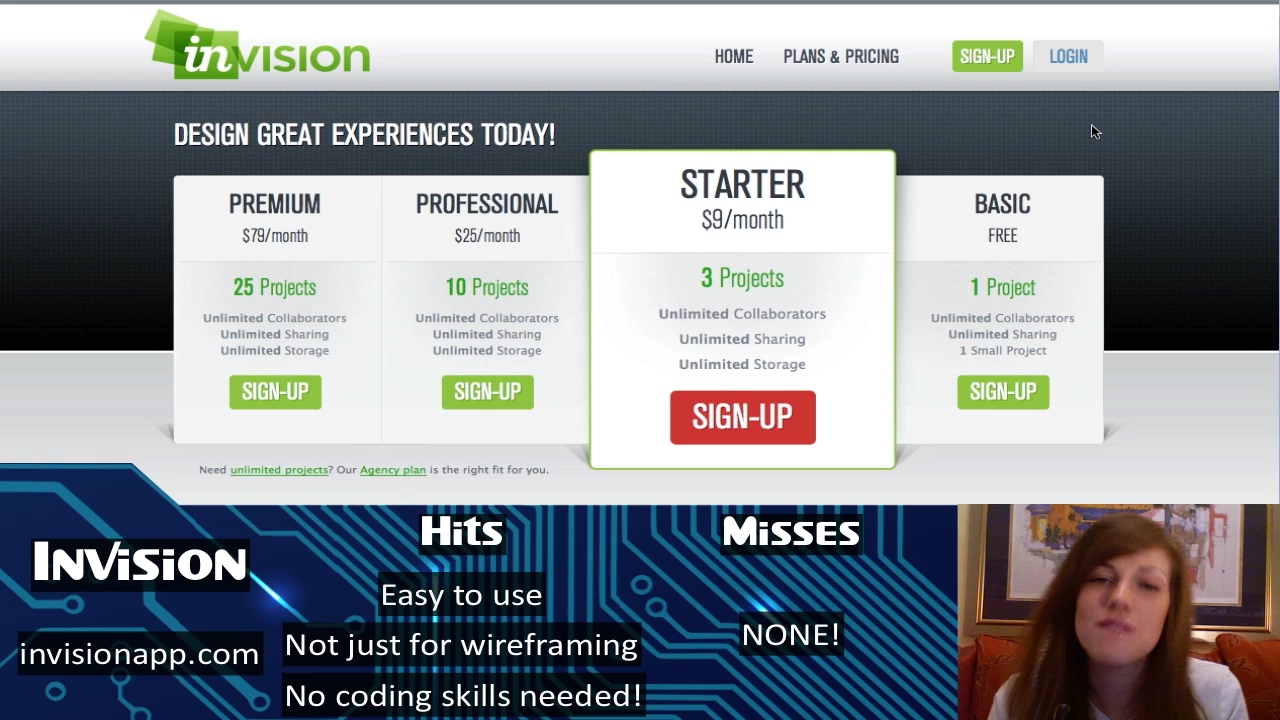 invision
HOME PLANS & PRICING SIGN-UP LOGIN
DESIGN GREAT EXPERIENCES TODAY!
PREMIUM
$79/month
25 Projects
Unlimited Collaborators
Unlimited Sharing
Unlimited Storage
SIGN-UP
PROFESSIONAL
$25/month
10 Projects
Unlimited Collaborators
Unlimited Sharing
Unlimited Storage
SIGN-UP
STARTER
$9/month
3 Projects
Unlimited Collaborators
Unlimited Sharing
Unlimited Storage
SIGN-UP
BASIC
FREE
1 Project
Unlimited Collaborators
Unlimited Sharing
1 Small Project
SIGN-UP
Need unlimited projects? Our Agency plan is the right fit for you.
InVision
invisionapp.com
Hits
Easy to use
Not just for wireframing
No coding skills needed!
Misses
NONE!